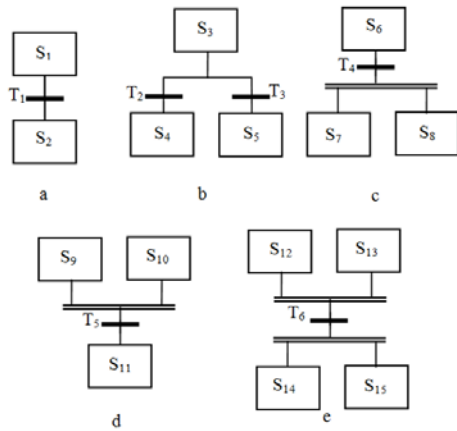 S₁
T₁
S₂
a
S₃
T₂ T₃
S₄ S₅
b
S₆
T₄
S₇ S₈
c
S₉ S₁₀
T₅
S₁₁
d
S₁₂ S₁₃
T₆
S₁₄ S₁₅
e